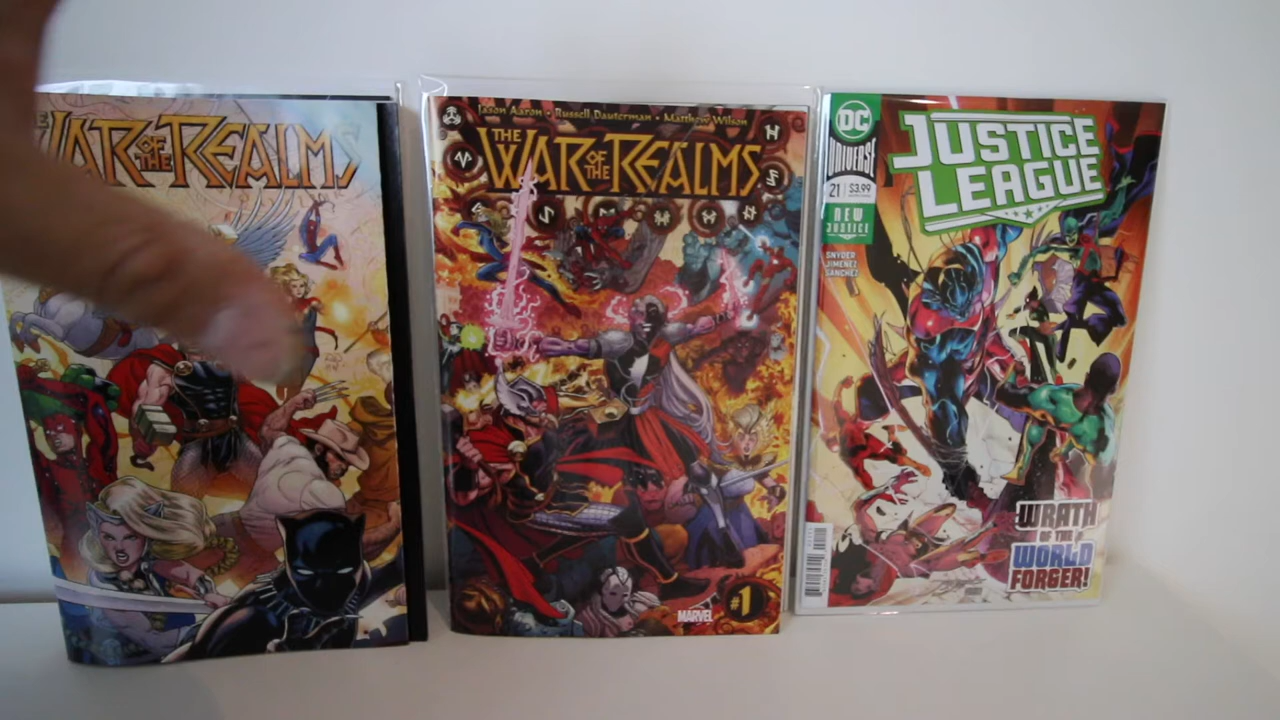 THE
WAR OF THE REALMS
Jason Aaron • Russell Dauterman • Matthew Wilson
THE
WAR OF THE REALMS
MARVEL
#1
DC
UNIVERSE
21 $3.99
NEW
JUSTICE
SNYDER
JIMENEZ
SANCHEZ
JUSTICE
LEAGUE
WRATH
OF THE
WORLD
FORGER!